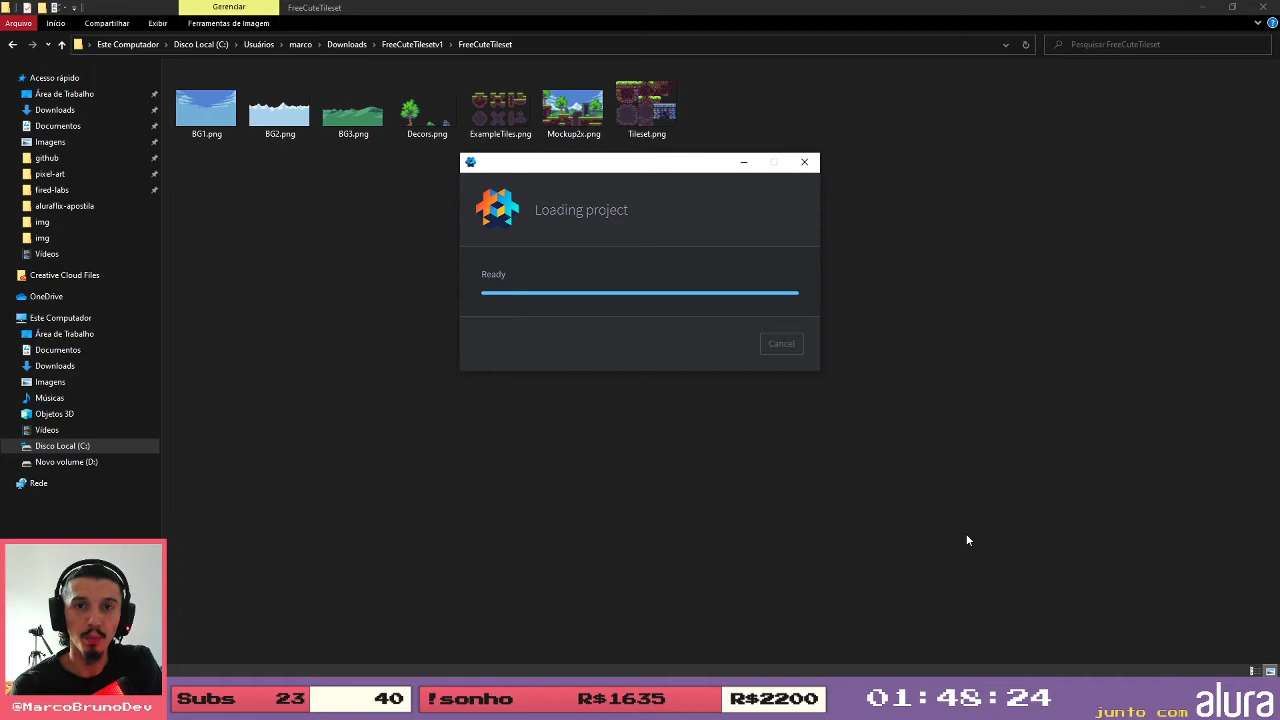 Gerenciar
FreeCuteTileset
Arquivo
Início
Compartilhar
Exibir
Ferramentas de Imagem
Este Computador
Disco Local (C:)
Usuários
marco
Downloads
FreeCuteTilesetv1
FreeCuteTileset
Pesquisar FreeCuteTileset
Acesso rápido
Área de Trabalho
Downloads
Documentos
Imagens
github
pixel-art
fired-labs
aluraflix-apostila
img
img
Vídeos
Creative Cloud Files
OneDrive
Este Computador
Área de Trabalho
Documentos
Downloads
Imagens
Músicas
Objetos 3D
Vídeos
Disco Local (C:)
Novo volume (D:)
Rede
BG1.png
BG2.png
BG3.png
Decors.png
ExampleTiles.png
Mockup2x.png
Tileset.png
Loading project
Ready
Cancel
@MarcoBrunoDev
Subs 23 40
!sonho R$1635 R$2200
01:48:24
junto com alura